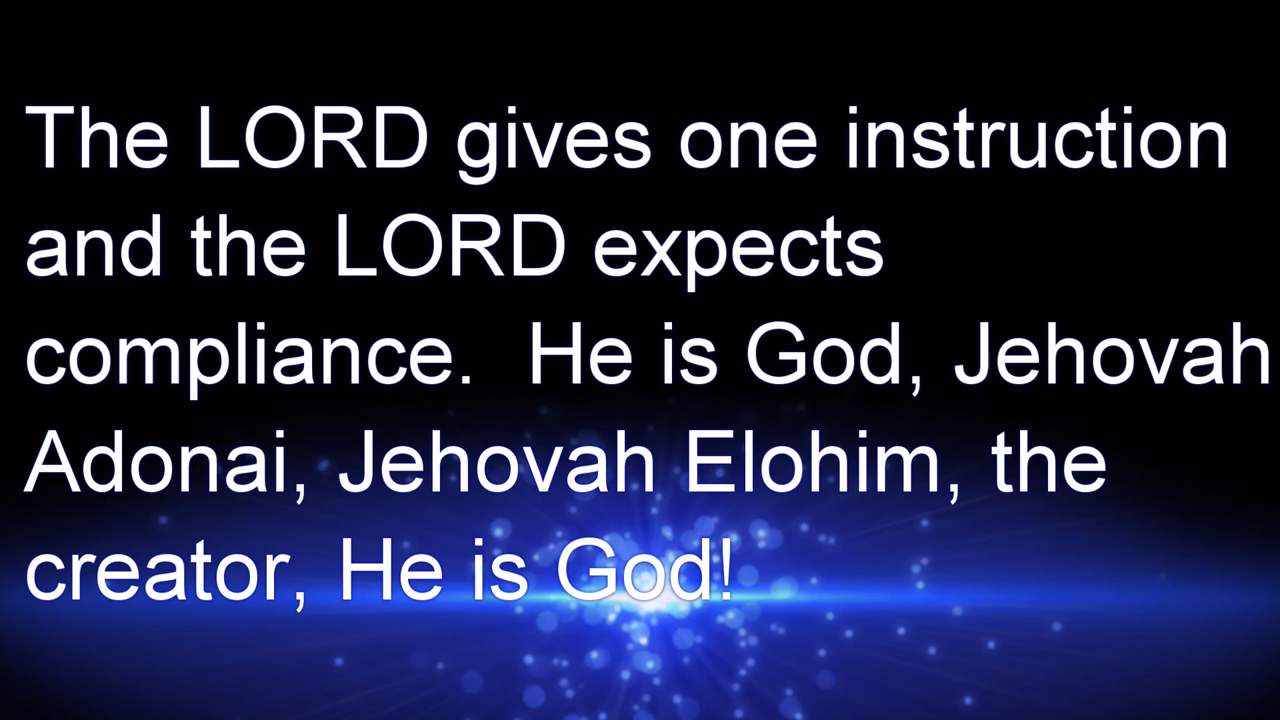 The LORD gives one instruction
and the LORD expects
compliance.  He is God, Jehovah
Adonai, Jehovah Elohim, the
creator, He is God!